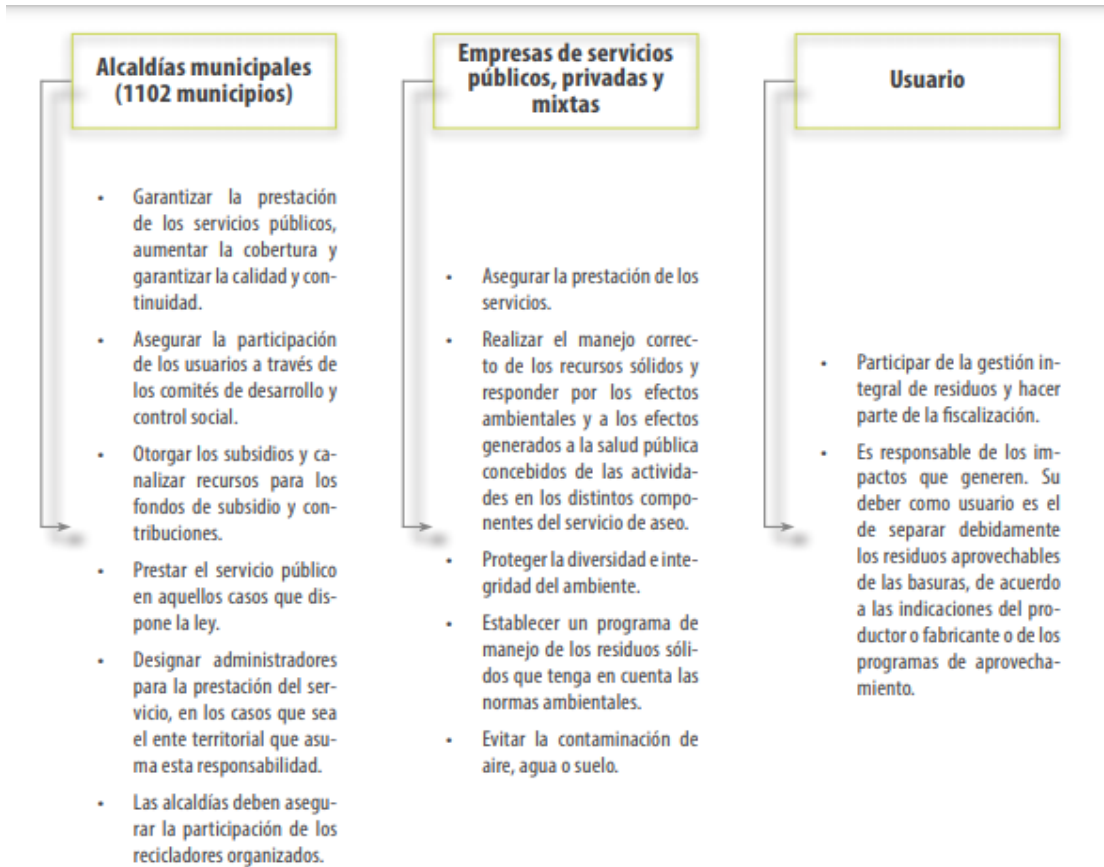 Alcaldías municipales
(1102 municipios)
• Garantizar la prestación
de los servicios públicos,
aumentar la cobertura y
garantizar la calidad y con-
tinuidad.
• Asegurar la participación
de los usuarios a través de
los comités de desarrollo y
control social.
• Otorgar los subsidios y ca-
nalizar recursos para los
fondos de subsidio y con-
tribuciones.
• Prestar el servicio público
en aquellos casos que dis-
pone la ley.
• Designar administradores
para la prestación del ser-
vicio, en los casos que sea
el ente territorial que asu-
ma esta responsabilidad.
• Las alcaldías deben asegu-
rar la participación de los
recicladores organizados.
Empresas de servicios
públicos, privadas y
mixtas
• Asegurar la prestación de los
servicios.
• Realizar el manejo correc-
to de los recursos sólidos y
responder por los efectos
ambientales y a los efectos
generados a la salud pública
concebidos de las activida-
des en los distintos compo-
nentes del servicio de aseo.
• Proteger la diversidad e inte-
gridad del ambiente.
• Establecer un programa de
manejo de los residuos sóli-
dos que tenga en cuenta las
normas ambientales.
• Evitar la contaminación de
aire, agua o suelo.
Usuario
• Participar de la gestión in-
tegral de residuos y hacer
parte de la fiscalización.
• Es responsable de los im-
pactos que generen. Su
deber como usuario es el
de separar debidamente
los residuos aprovechables
de las basuras, de acuerdo
a las indicaciones del pro-
ductor o fabricante o de los
programas de aprovecha-
miento.